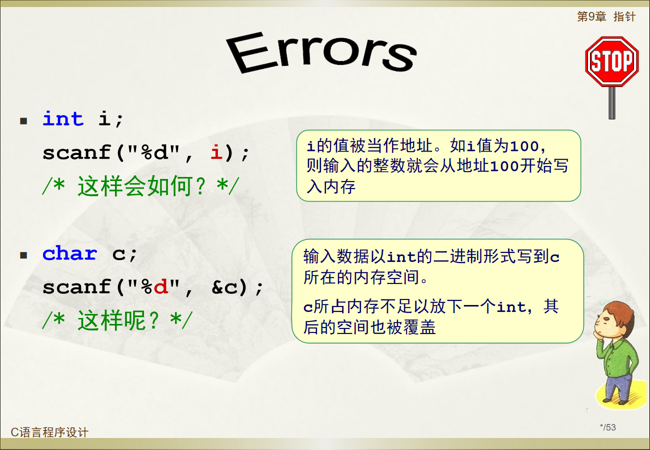 第9章 指针
Errors
STOP
int i;
scanf("%d", i);
/* 这样会如何? */
i的值被当作地址。如i值为100,
则输入的整数就会从地址100开始写
入内存
char c;
scanf("%d", &c);
/* 这样呢? */
输入数据以int的二进制形式写到c
所在的内存空间。
c所占内存不足以放下一个int，其
后的空间也被覆盖
C语言程序设计
*/53